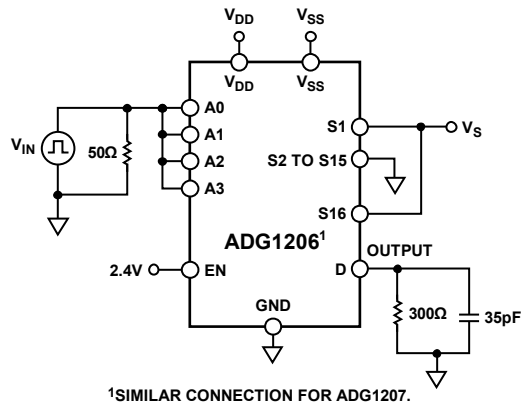 VDD VSS
VDD VSS
A0 S1 VS
A1
VIN 50Ω A2 S2 TO S15
A3
S16
ADG1206¹
OUTPUT
2.4V EN D
GND 300Ω 35pF
¹SIMILAR CONNECTION FOR ADG1207.